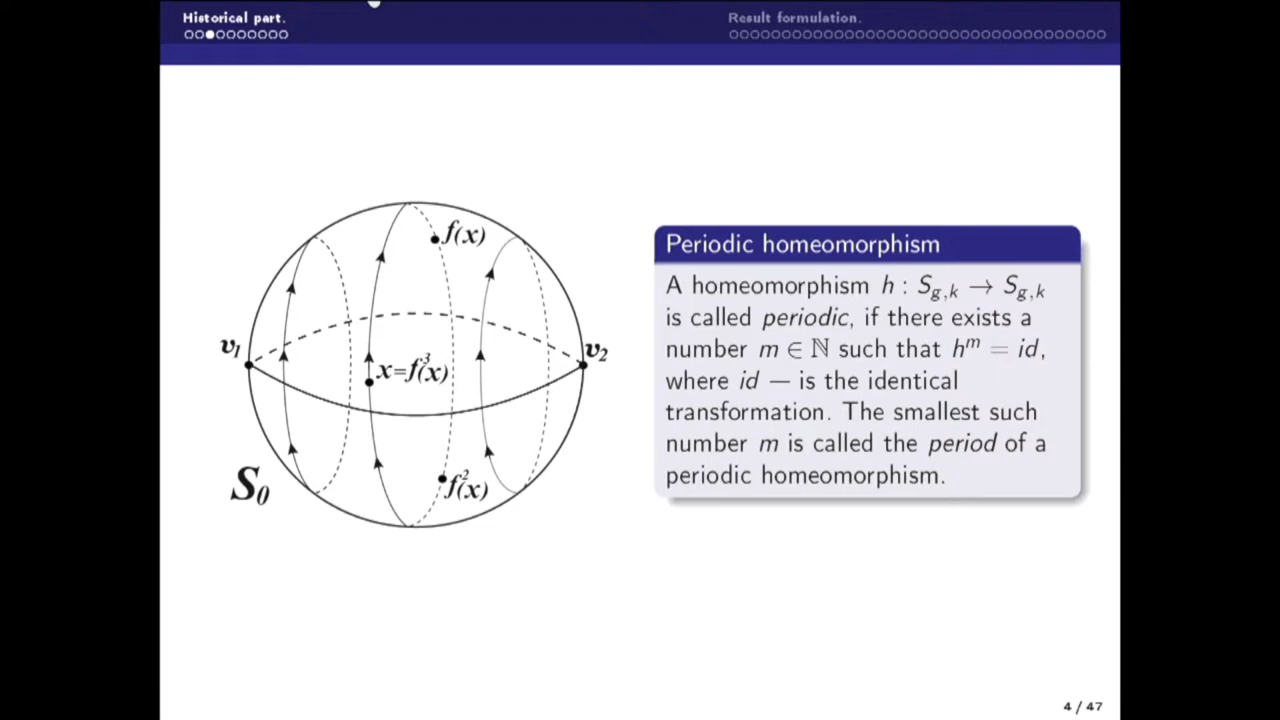 Historical part.
Result formulation.
f(x)
v₁
v₂
x=f³(x)
S₀
f²(x)
Periodic homeomorphism
A homeomorphism h : S_{g,k} → S_{g,k}
is called periodic, if there exists a
number m ∈ ℕ such that hᵐ = id,
where id — is the identical
transformation. The smallest such
number m is called the period of a
periodic homeomorphism.
4 / 47